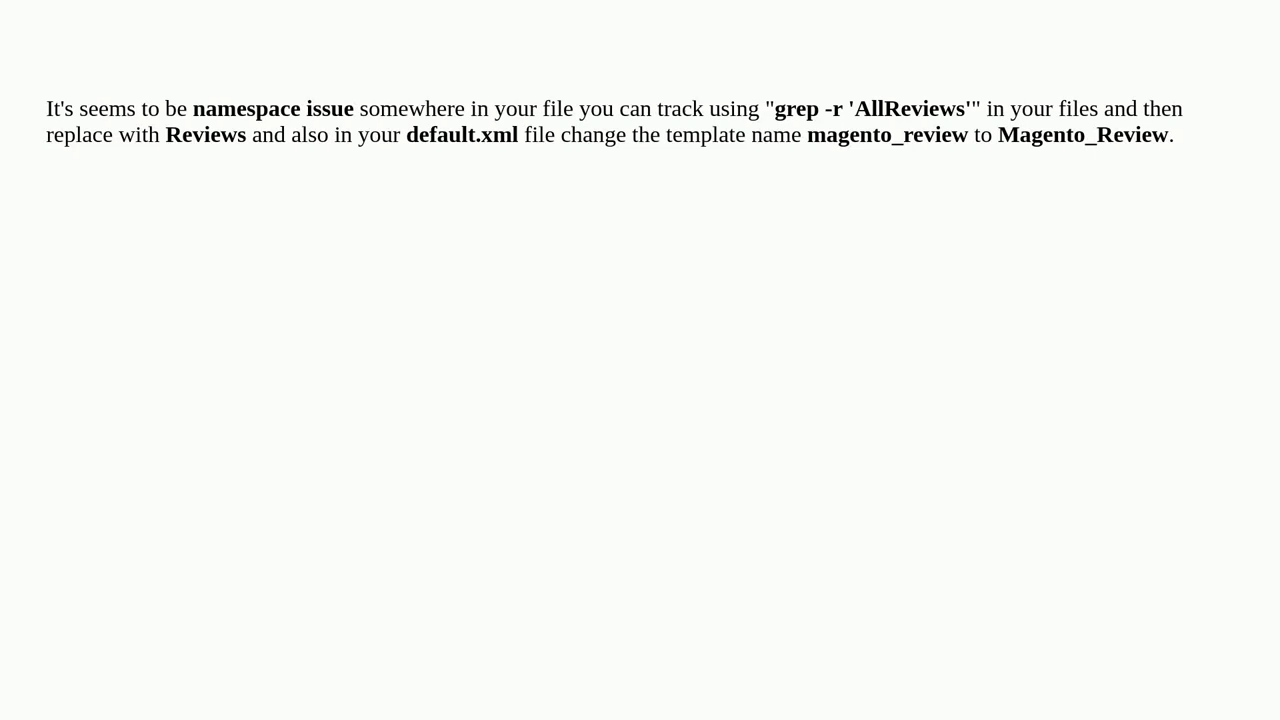 It's seems to be namespace issue somewhere in your file you can track using "grep -r 'AllReviews'" in your files and then
replace with Reviews and also in your default.xml file change the template name magento_review to Magento_Review.